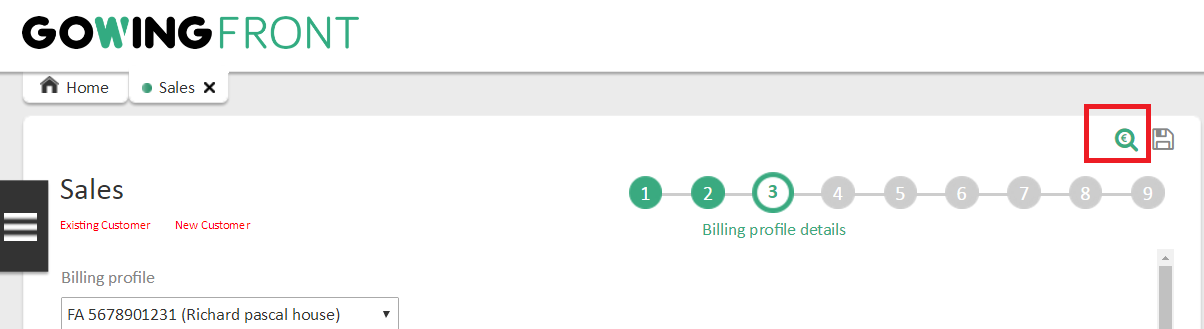 GOWINGFRONT
Home
Sales
€
Sales
1 2 3 4 5 6 7 8 9
Existing Customer New Customer
Billing profile details
Billing profile
FA 5678901231 (Richard pascal house)